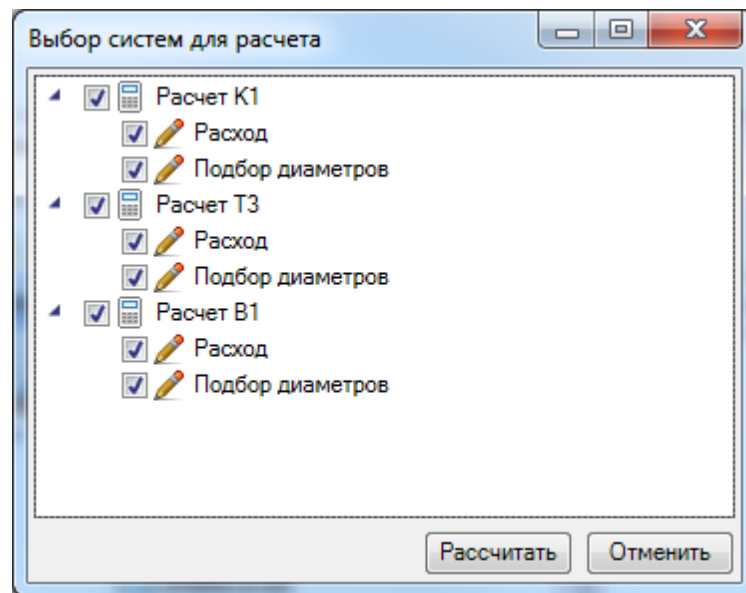 Выбор систем для расчета
Расчет К1
Расход
Подбор диаметров
Расчет Т3
Расход
Подбор диаметров
Расчет В1
Расход
Подбор диаметров
Рассчитать
Отменить